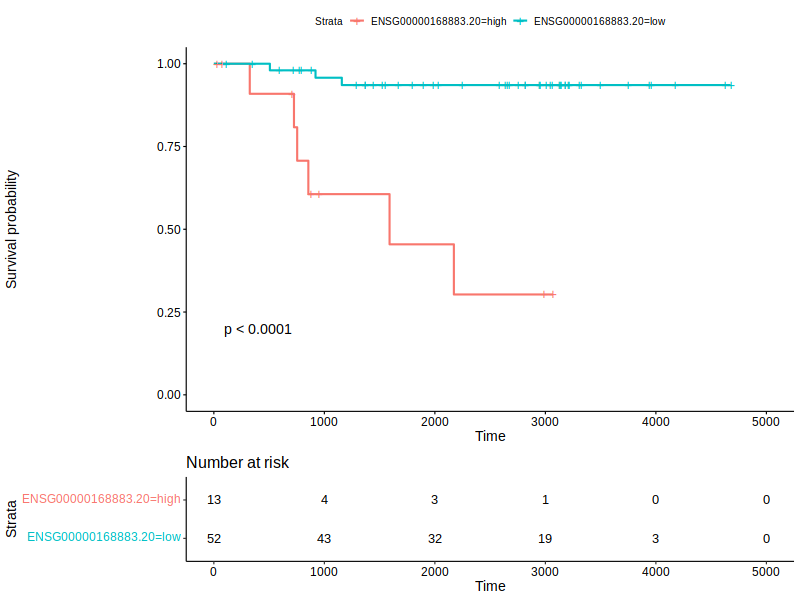 Strata ENSG00000168883.20=high ENSG00000168883.20=low
Survival probability
1.00
0.75
0.50
0.25
0.00
p < 0.0001
0 1000 2000 3000 4000 5000
Time
Number at risk
Strata
ENSG00000168883.20=high 13 4 3 1 0 0
ENSG00000168883.20=low 52 43 32 19 3 0
0 1000 2000 3000 4000 5000
Time